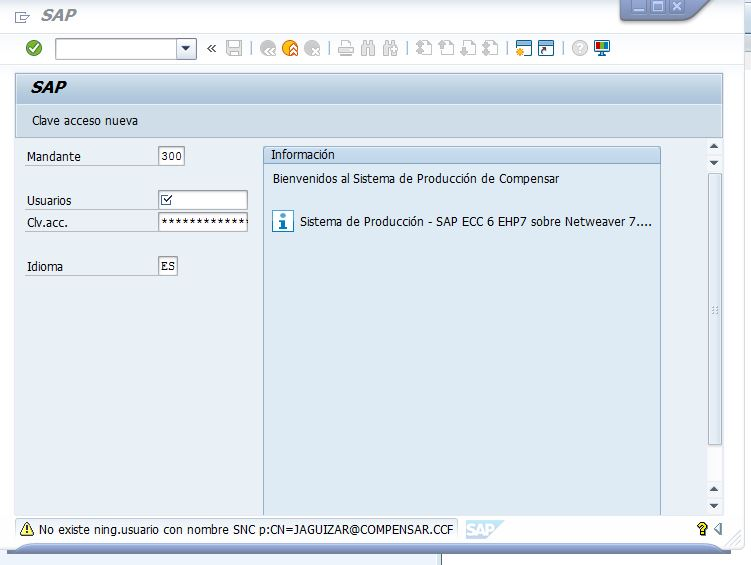 SAP
SAP
Clave acceso nueva
Mandante
300
Usuarios
Clv.acc.
*************
Idioma
ES
Información
Bienvenidos al Sistema de Producción de Compensar
Sistema de Producción - SAP ECC 6 EHP7 sobre Netweaver 7....
No existe ning.usuario con nombre SNC p:CN=JAGUIZAR@COMPENSAR.CCF
SAP